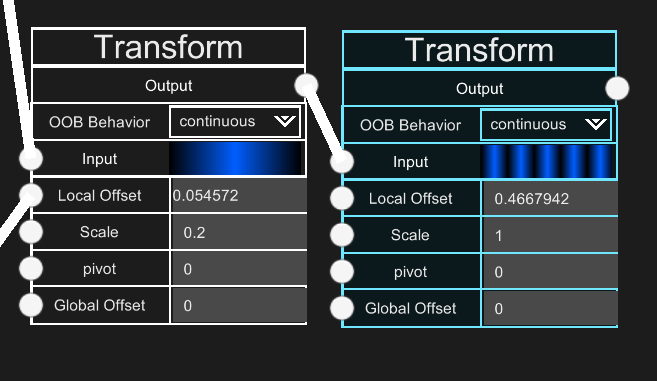 Transform
Output
OOB Behavior continuous
Input
Local Offset 0.054572
Scale 0.2
pivot 0
Global Offset 0
Transform
Output
OOB Behavior continuous
Input
Local Offset 0.4667942
Scale 1
pivot 0
Global Offset 0